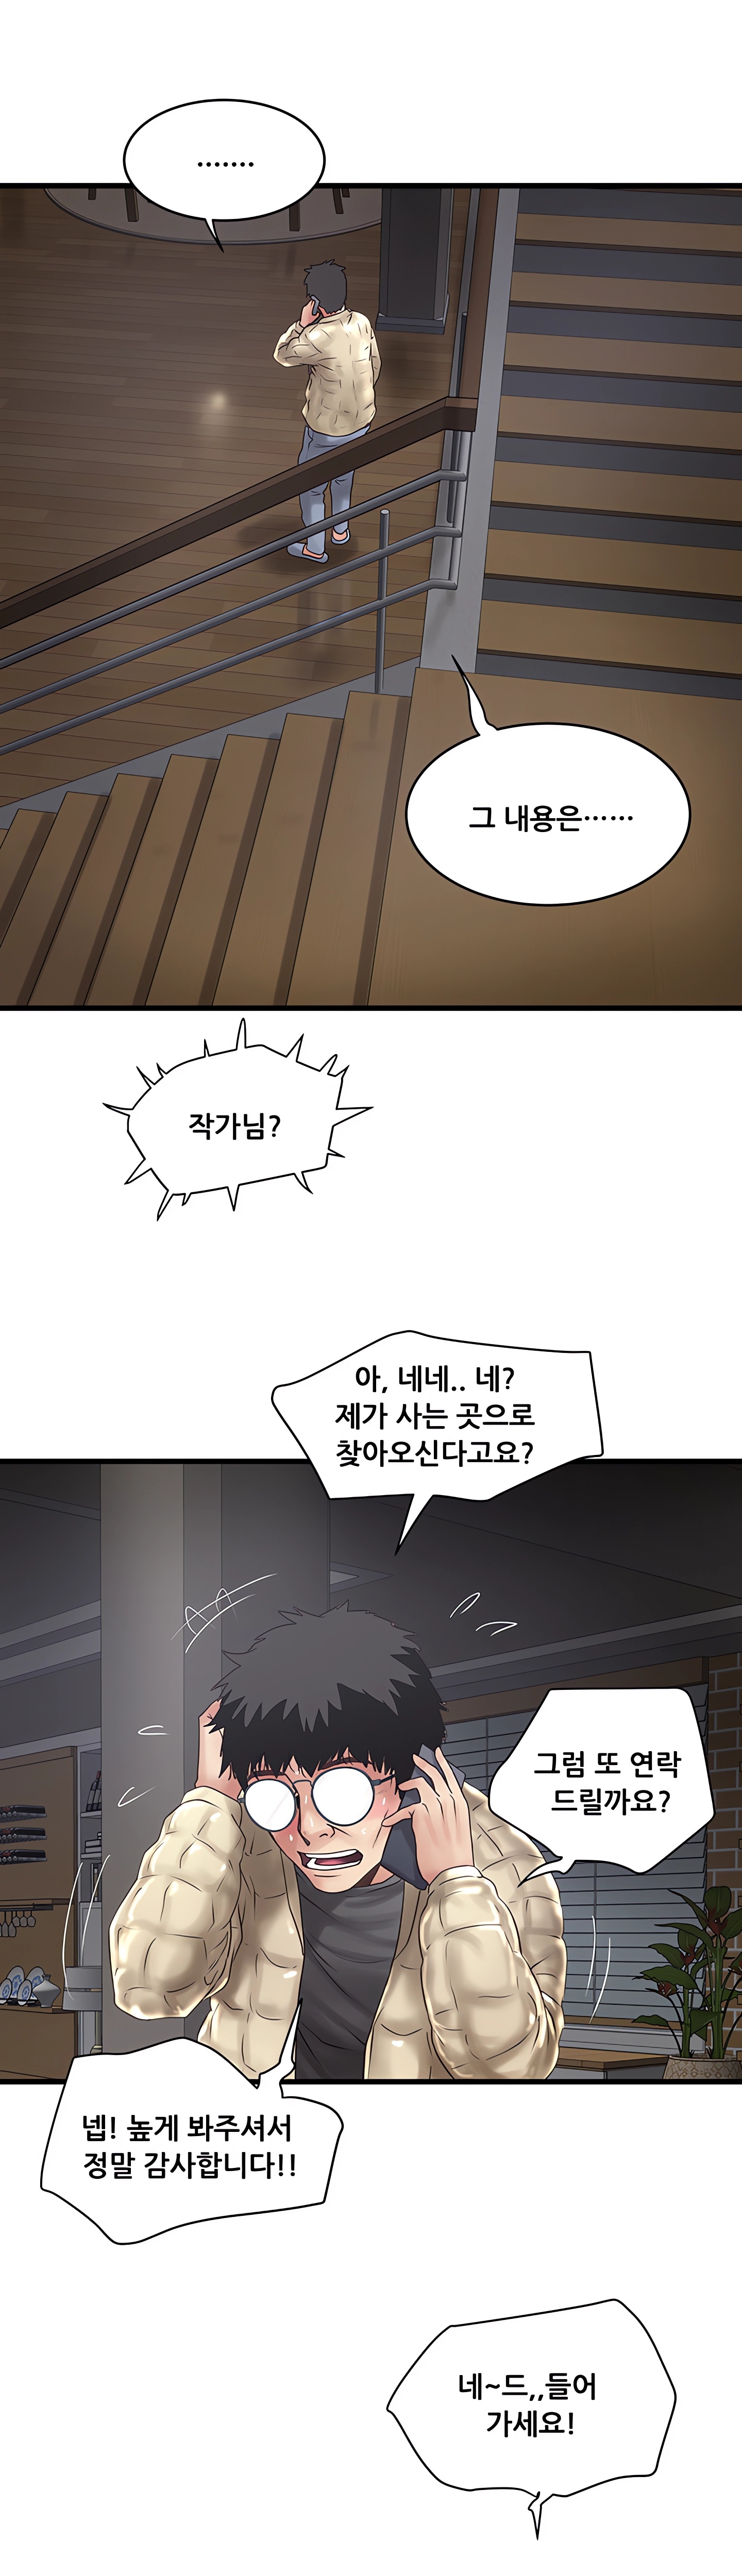 .......
그 내용은……
작가님?
아, 네네.. 네?
제가 사는 곳으로
찾아오신다고요?
그럼 또 연락
드릴까요?
넵! 높게 봐주셔서
정말 감사합니다!!
네~드,,들어
가세요!